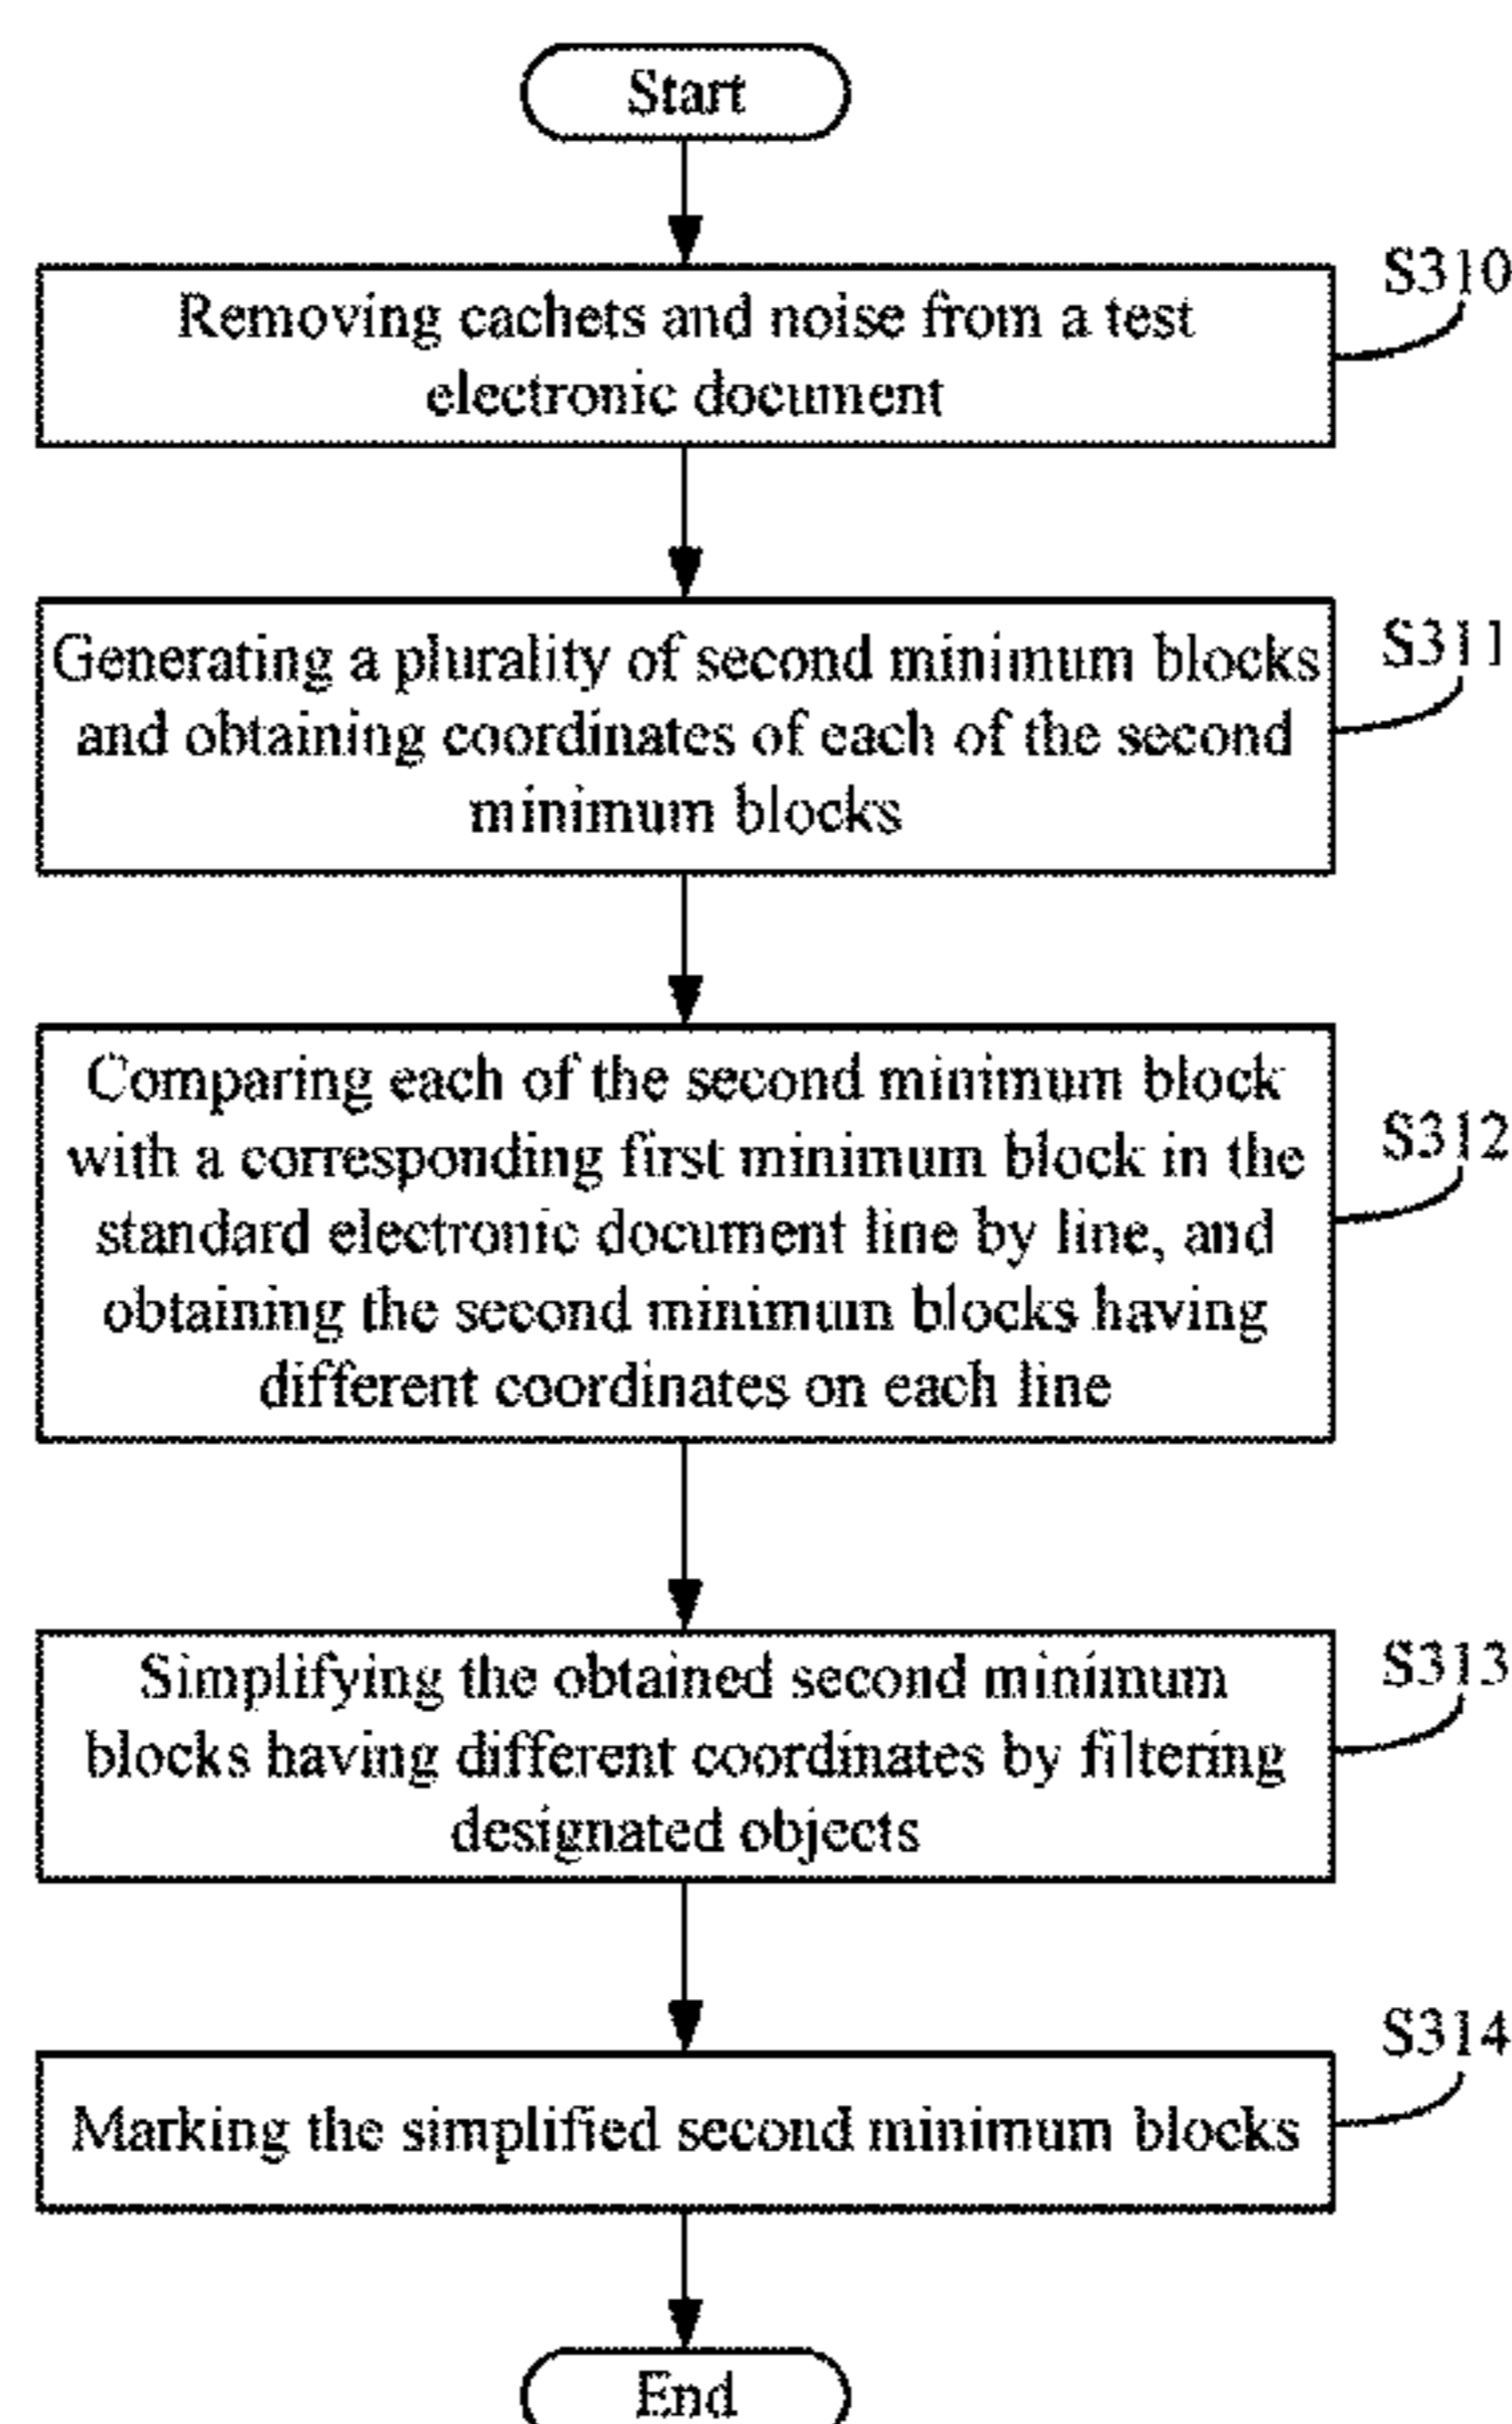 Start
S310
Removing cachets and noise from a test
electronic document
S311
Generating a plurality of second minimum blocks
and obtaining coordinates of each of the second
minimum blocks
S312
Comparing each of the second minimum block
with a corresponding first minimum block in the
standard electronic document line by line, and
obtaining the second minimum blocks having
different coordinates on each line
S313
Simplifying the obtained second minimum
blocks having different coordinates by filtering
designated objects
S314
Marking the simplified second minimum blocks
End